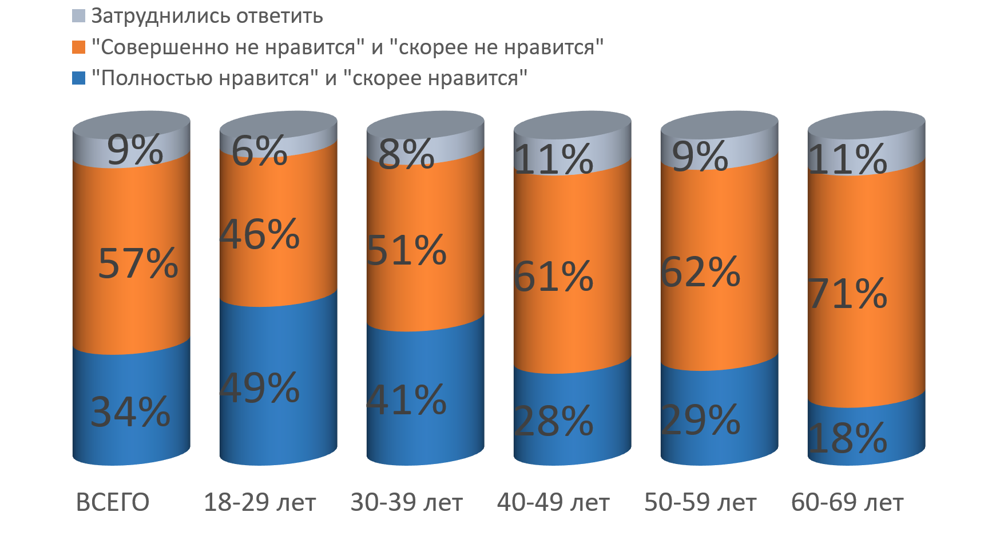 Затруднились ответить
"Совершенно не нравится" и "скорее не нравится"
"Полностью нравится" и "скорее нравится"
9% 6% 8% 11% 9% 11%
57% 46% 51% 61% 62% 71%
34% 49% 41% 28% 29% 18%
ВСЕГО 18-29 лет 30-39 лет 40-49 лет 50-59 лет 60-69 лет